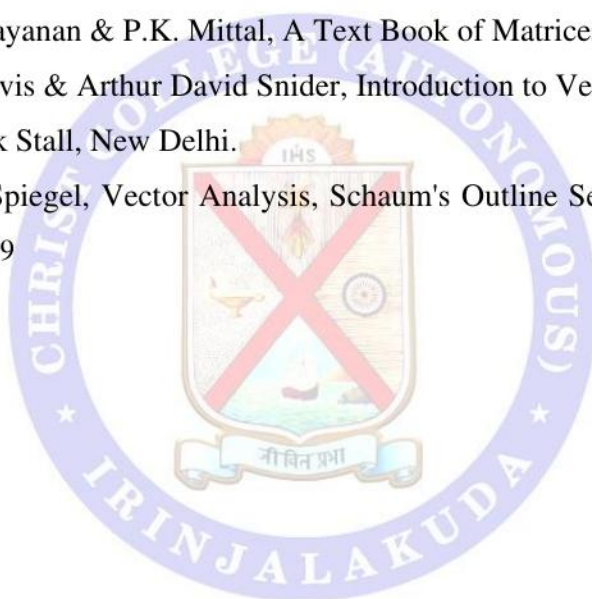 ayanan & P.K. Mittal, A Text Book of Matrice
vis & Arthur David Snider, Introduction to Ve
k Stall, New Delhi.
Spiegel, Vector Analysis, Schaum's Outline Se
9
CHRIST COLLEGE (AUTONOMOUS)
IHS
जीवित प्रभा
IRINJALAKUDA